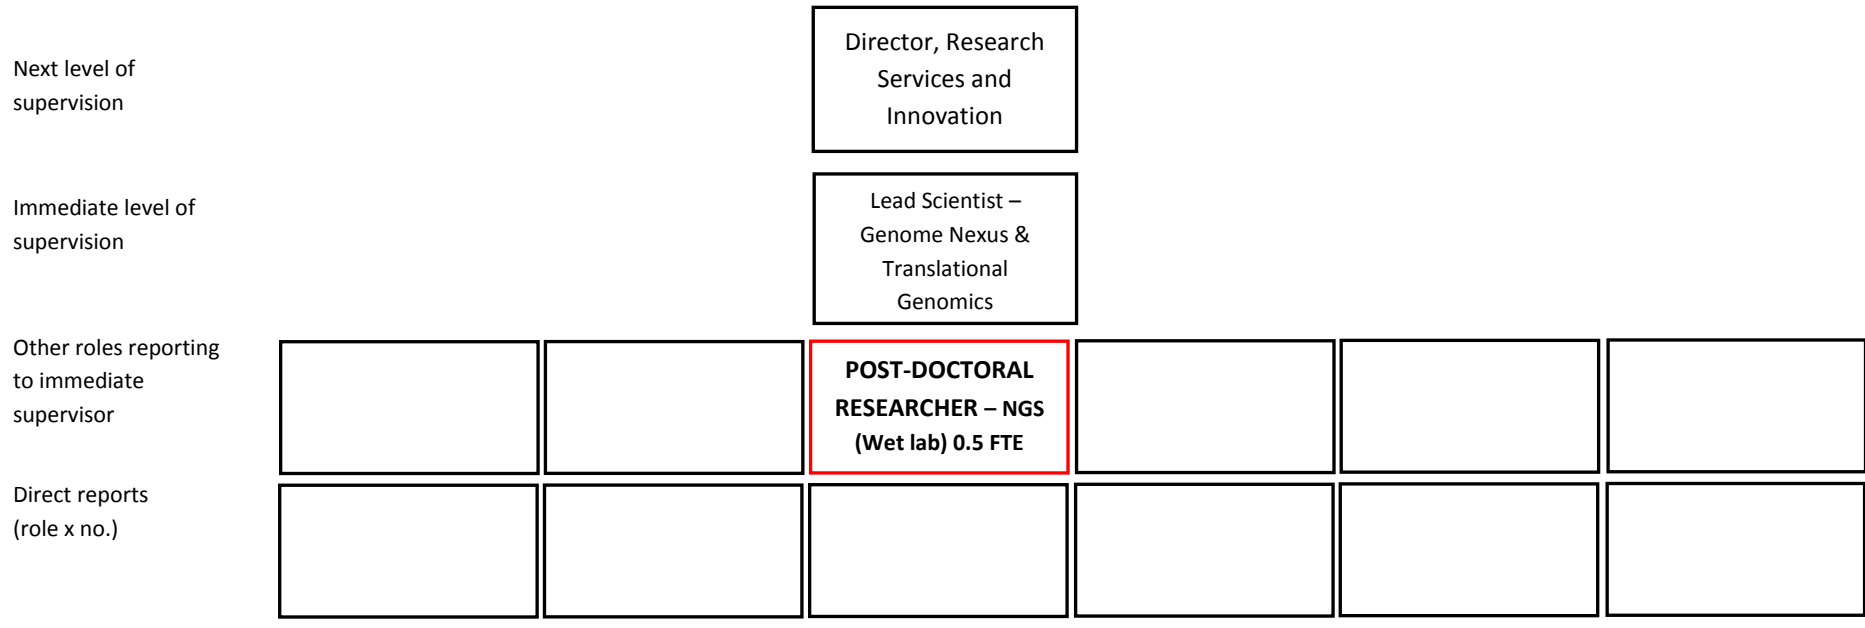 Next level of
supervision
Director, Research
Services and
Innovation
Immediate level of
supervision
Lead Scientist –
Genome Nexus &
Translational
Genomics
Other roles reporting
to immediate
supervisor
POST-DOCTORAL
RESEARCHER – NGS
(Wet lab) 0.5 FTE
Direct reports
(role x no.)